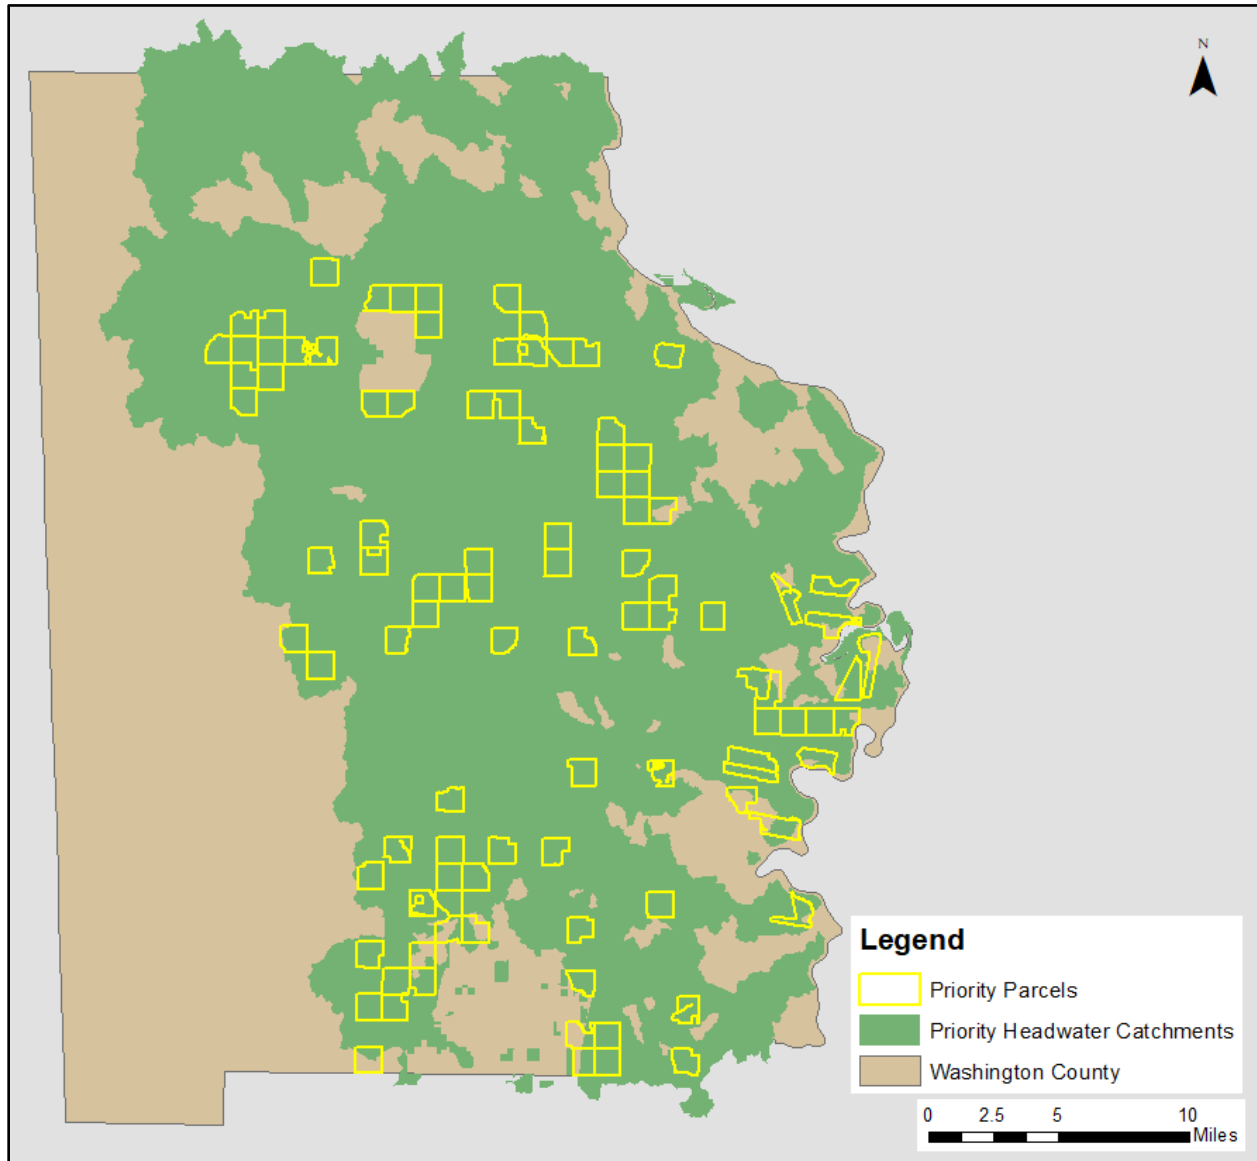 N
Legend
Priority Parcels
Priority Headwater Catchments
Washington County
0 2.5 5 10
Miles